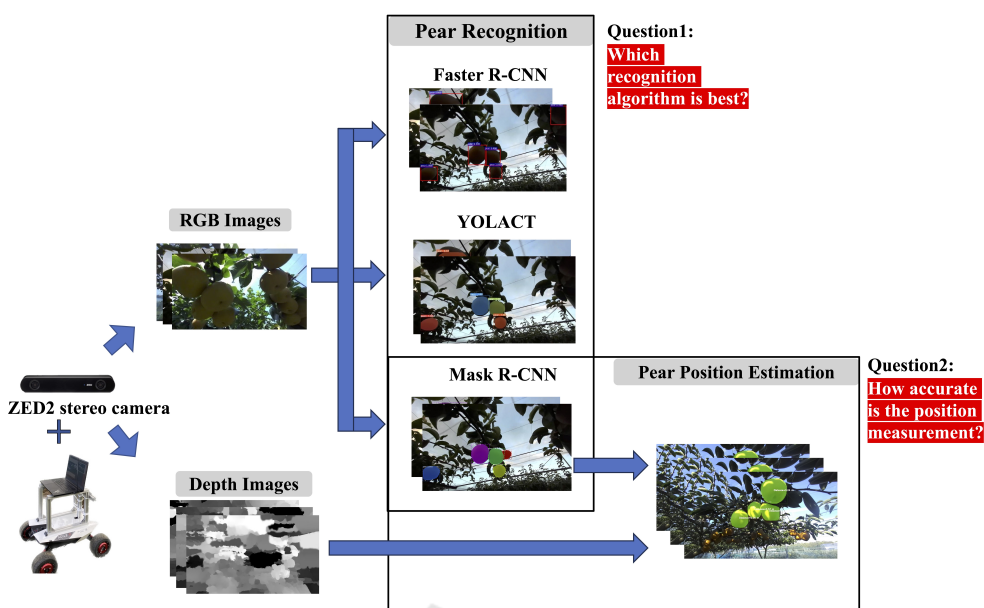 Pear Recognition
Question1:
Which
recognition
algorithm is best?
Faster R-CNN
RGB Images
YOLACT
Mask R-CNN
Pear Position Estimation
Question2:
How accurate
is the position
measurement?
ZED2 stereo camera
+
Depth Images